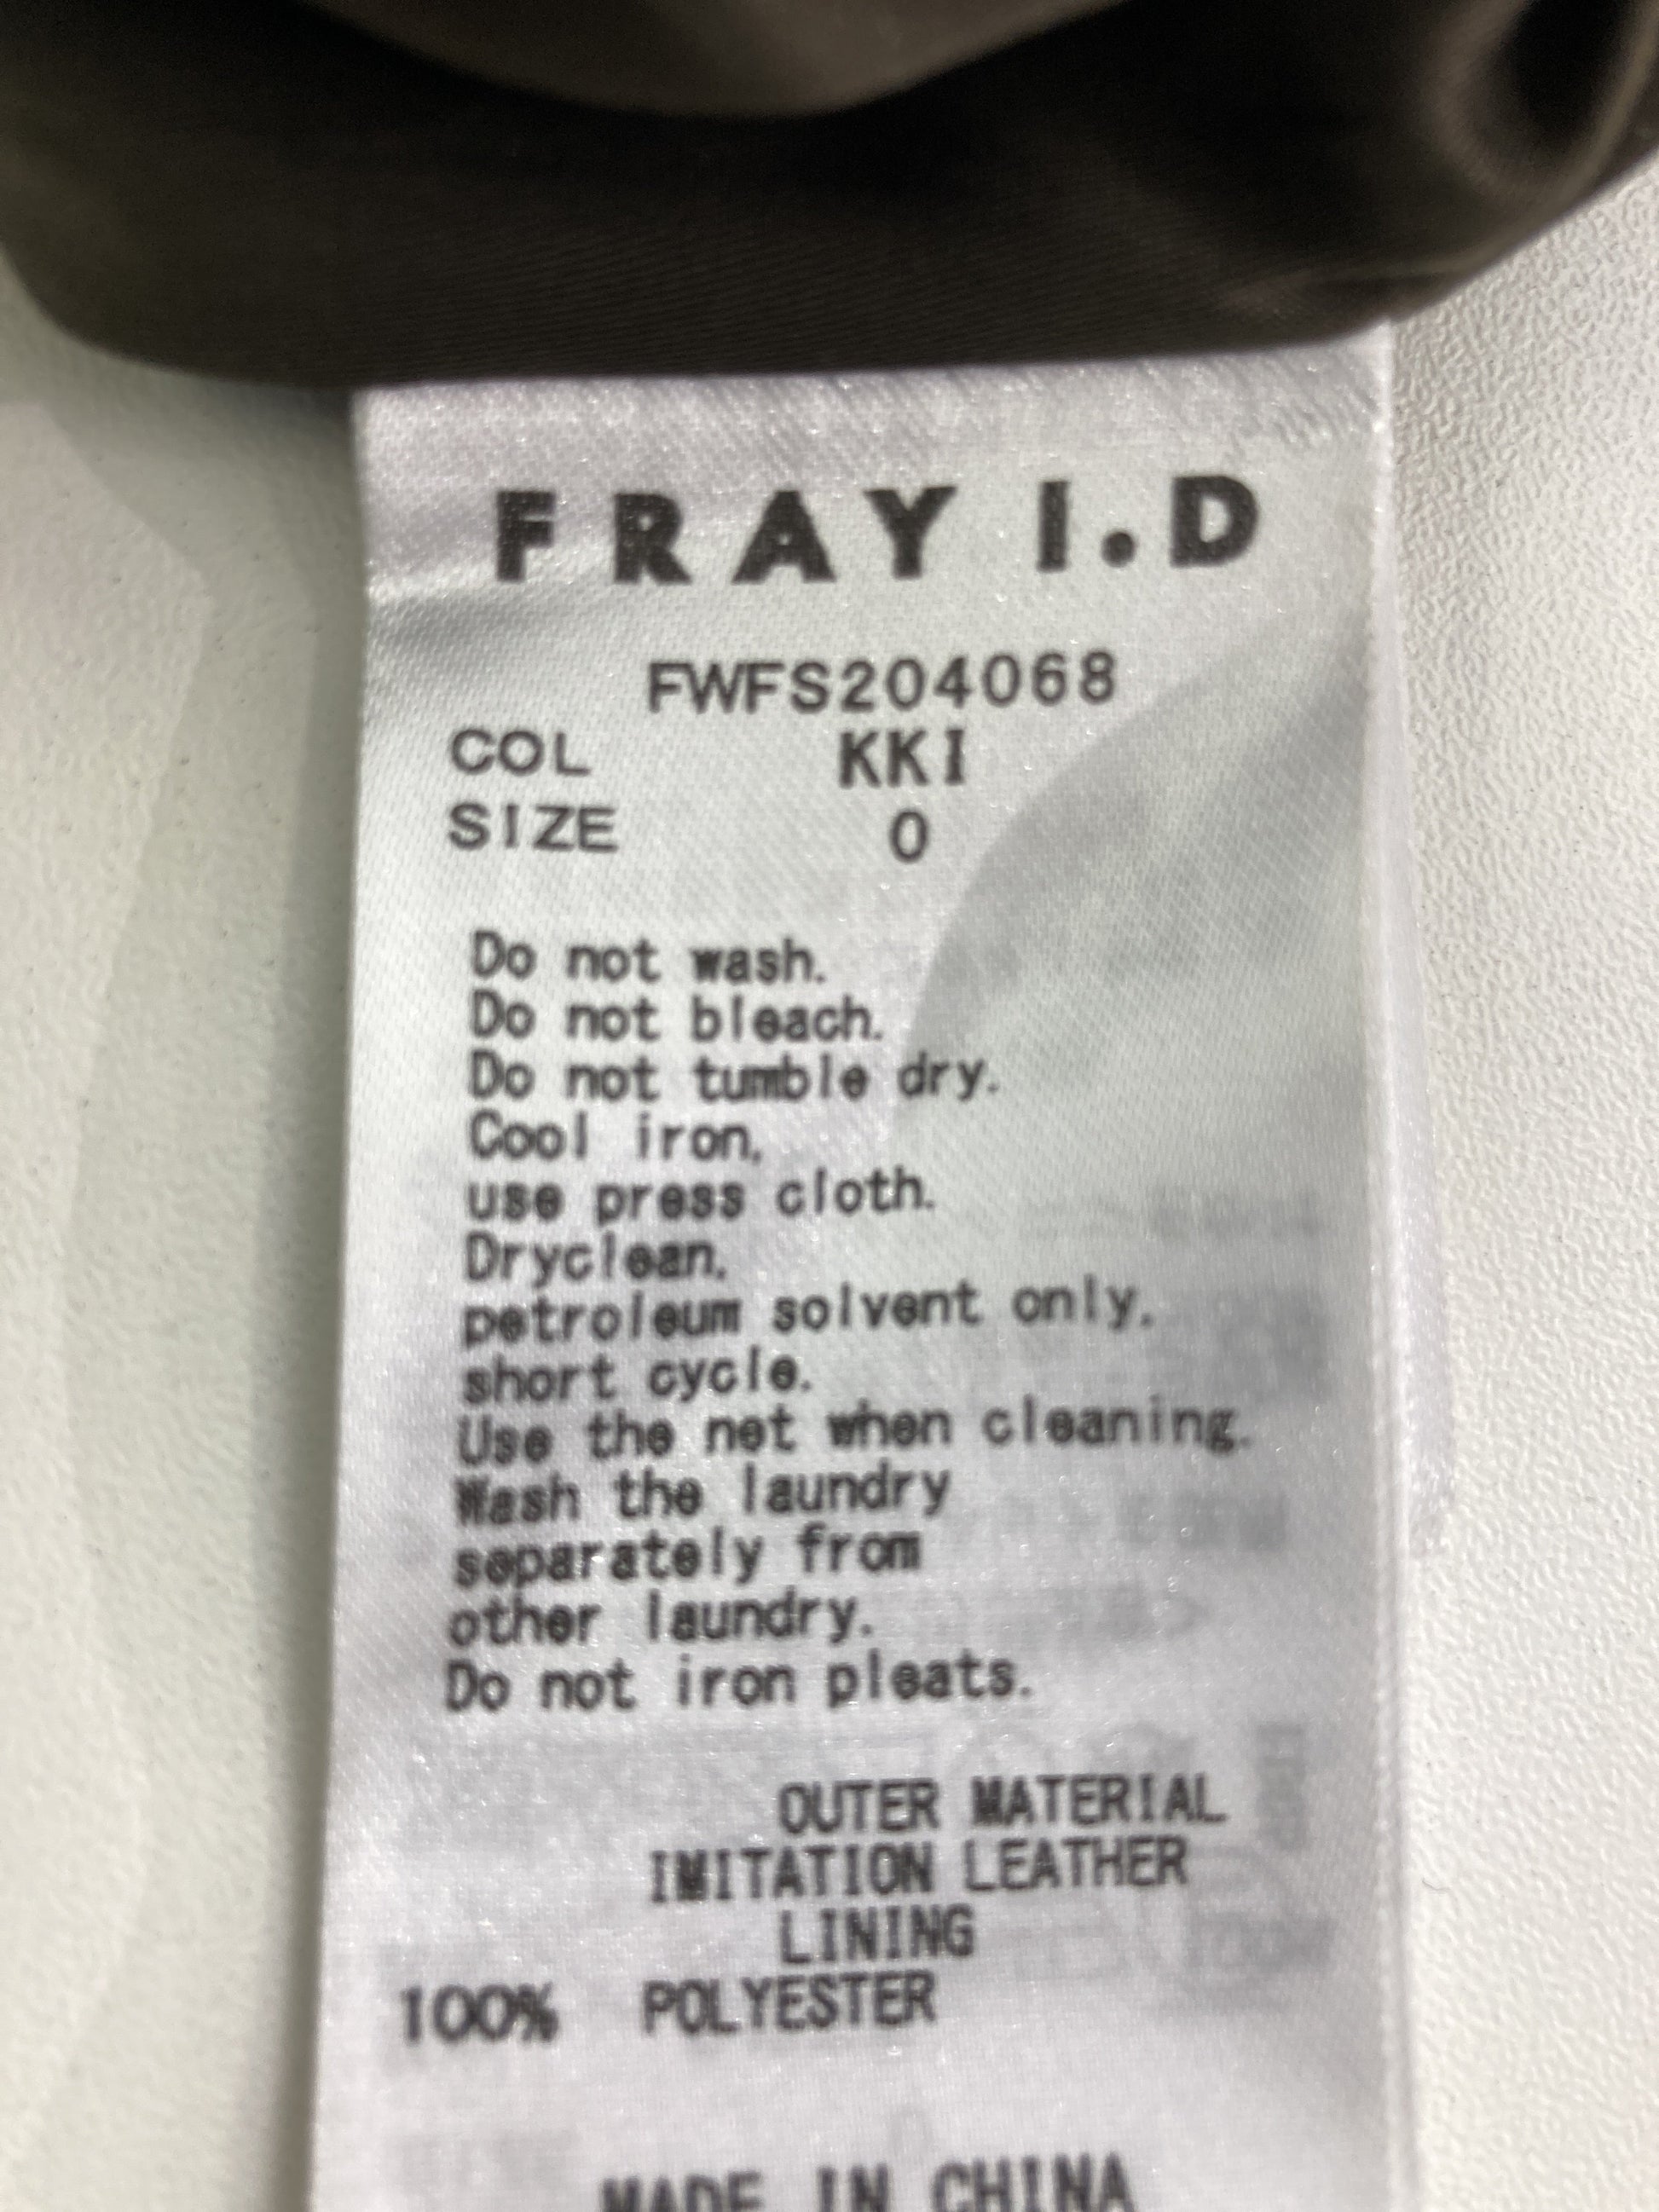 FRAY I.D
FWFS204068
COL KKI
SIZE 0
Do not wash.
Do not bleach.
Do not tumble dry.
Cool iron,
use press cloth.
Dryclean,
petroleum solvent only,
short cycle.
Use the net when cleaning.
Wash the laundry
separately from
other laundry.
Do not iron pleats.
OUTER MATERIAL
IMITATION LEATHER
LINING
100% POLYESTER
MADE IN CHINA